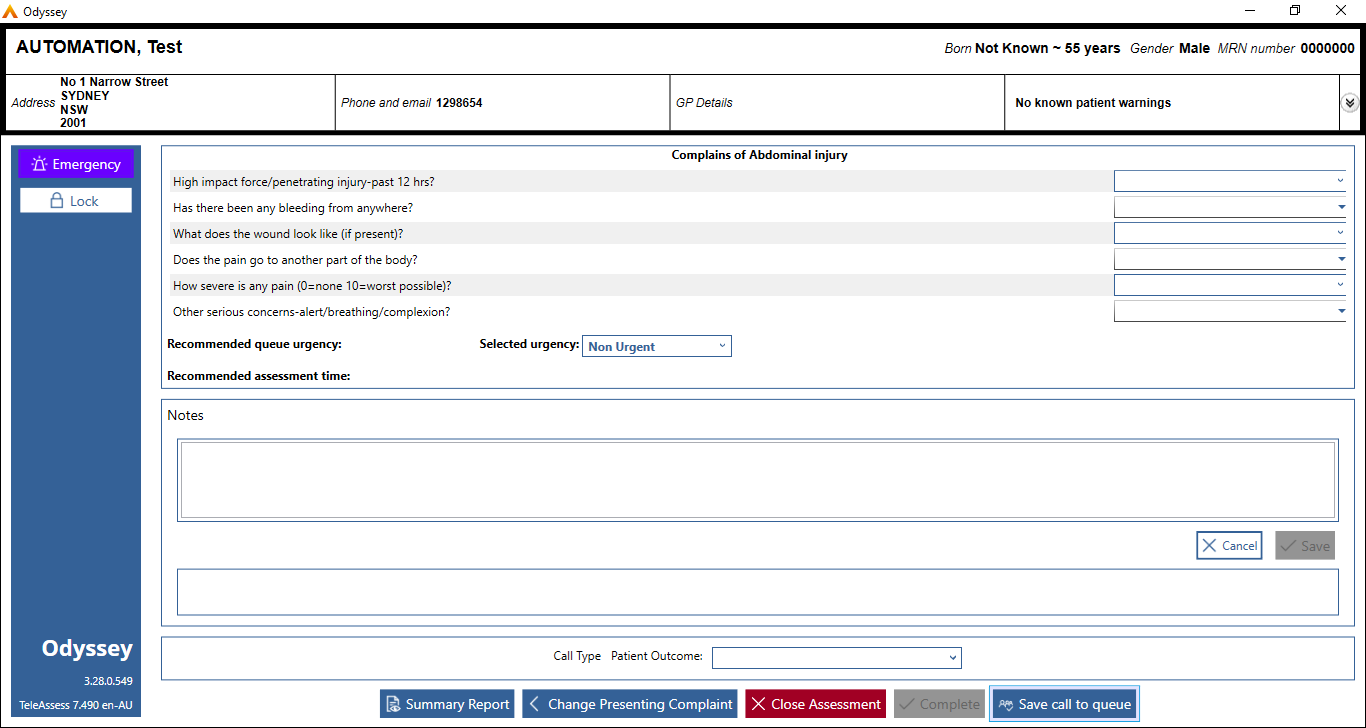 Odyssey
AUTOMATION, Test
Born Not Known ~ 55 years Gender Male MRN number 0000000
Address No 1 Narrow Street
SYDNEY
NSW
2001
Phone and email 1298654
GP Details
No known patient warnings
Emergency
Lock
Complains of Abdominal injury
High impact force/penetrating injury-past 12 hrs?
Has there been any bleeding from anywhere?
What does the wound look like (if present)?
Does the pain go to another part of the body?
How severe is any pain (0=none 10=worst possible)?
Other serious concerns-alert/breathing/complexion?
Recommended queue urgency: Selected urgency: Non Urgent
Recommended assessment time:
Notes
Cancel Save
Odyssey
3.28.0.549
TeleAssess 7.490 en-AU
Call Type Patient Outcome:
Summary Report Change Presenting Complaint Close Assessment Complete Save call to queue